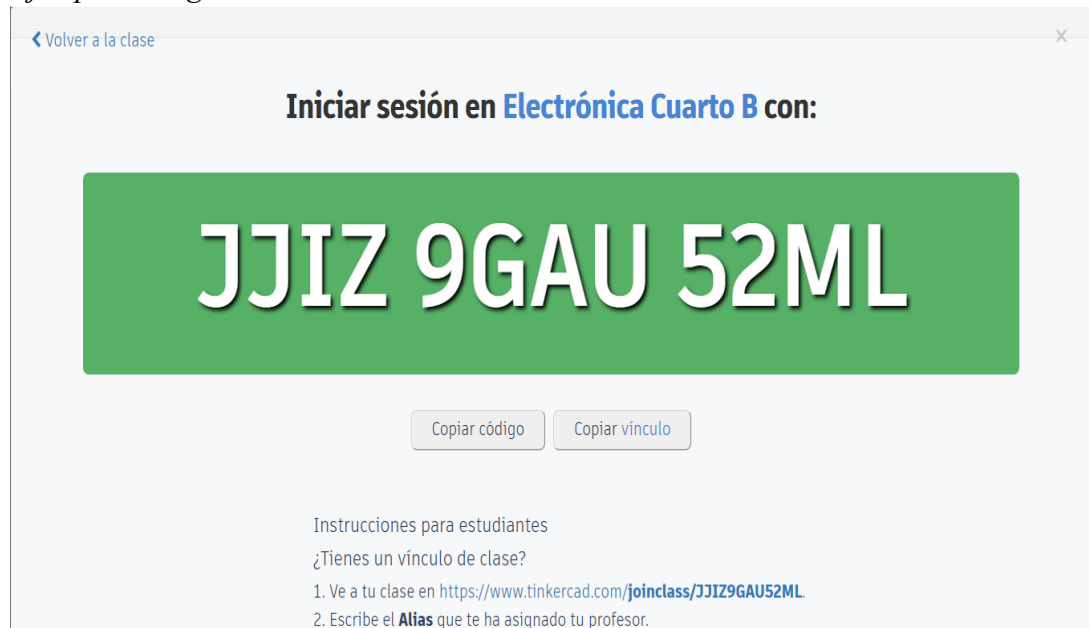 Volver a la clase
Iniciar sesión en Electrónica Cuarto B con:
JJIZ 9GAU 52ML
Copiar código
Copiar vínculo
Instrucciones para estudiantes
¿Tienes un vínculo de clase?
1. Ve a tu clase en https://www.tinkercad.com/joinclass/JJIZ9GAU52ML.
2. Escribe el Alias que te ha asignado tu profesor.